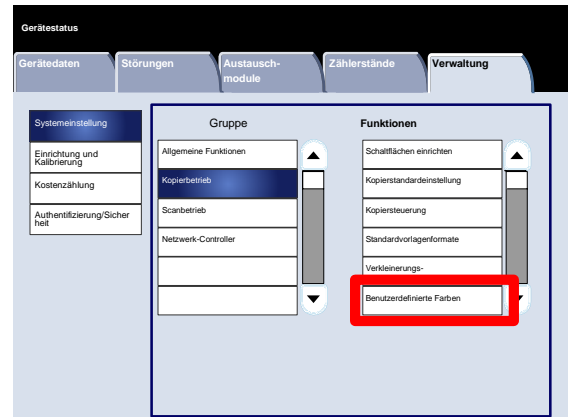 Gerätestatus
Gerätedaten
Störungen
Austausch-
module
Zählerstände
Verwaltung
Systemeinstellung
Einrichtung und
Kalibrierung
Kostenzählung
Authentifizierung/Sicher
heit
Gruppe
Allgemeine Funktionen
Kopierbetrieb
Scanbetrieb
Netzwerk-Controller
Funktionen
Schaltflächen einrichten
Kopierstandardeinstellung
Kopiersteuerung
Standardvorlagenformate
Verkleinerungs-
Benutzerdefinierte Farben